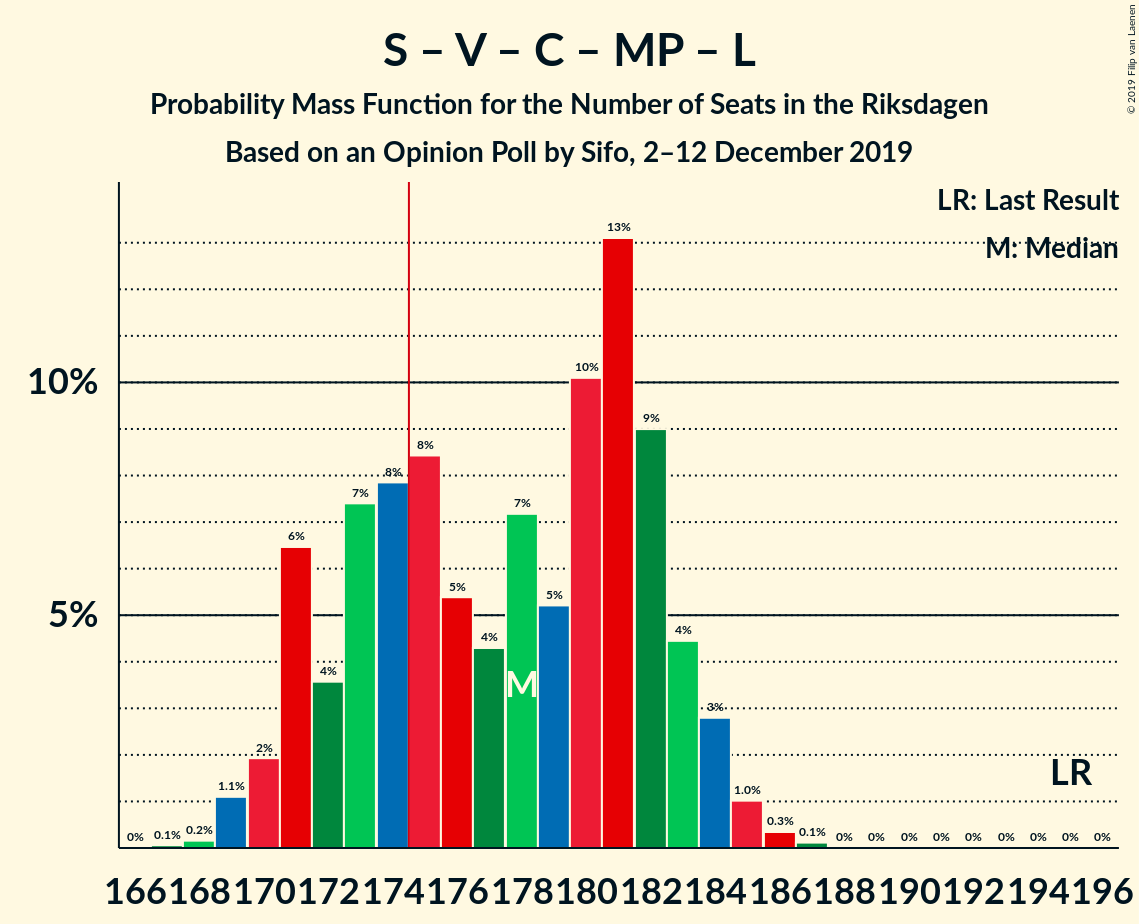 S – V – C – MP – L
Probability Mass Function for the Number of Seats in the Riksdagen
Based on an Opinion Poll by Sifo, 2–12 December 2019
© 2019 Filip van Laenen
LR: Last Result
M: Median
10%
5%
0% 0.1% 0.2% 1.1% 2% 6% 4% 7% 8% 8% 5% 4% 7% 5% 10% 13% 9% 4% 3% 1.0% 0.3% 0.1% 0% 0% 0% 0% 0% 0% 0% 0% 0%
M
LR
166 168 170 172 174 176 178 180 182 184 186 188 190 192 194 196